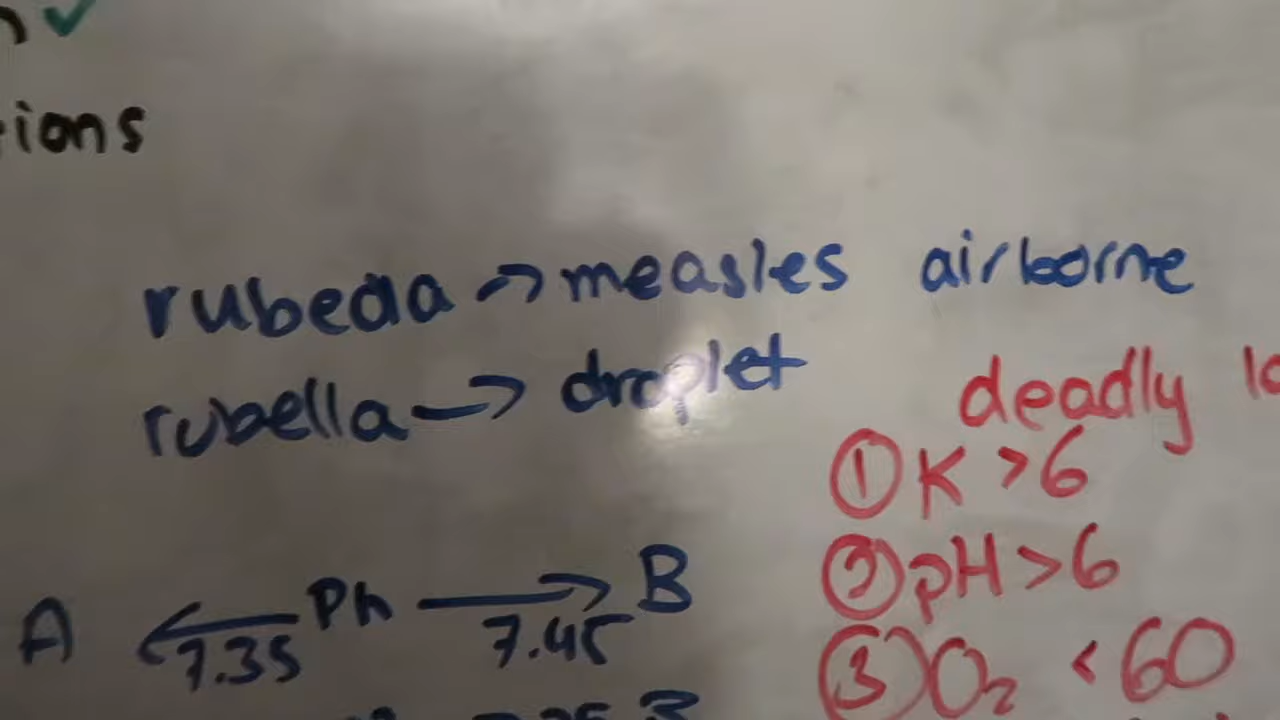 ions
rubeola → measles airborne
rubella → droplet
deadly
① K >6
② pH >6
③ O₂ < 60
A ← Ph → B
7.35 7.45